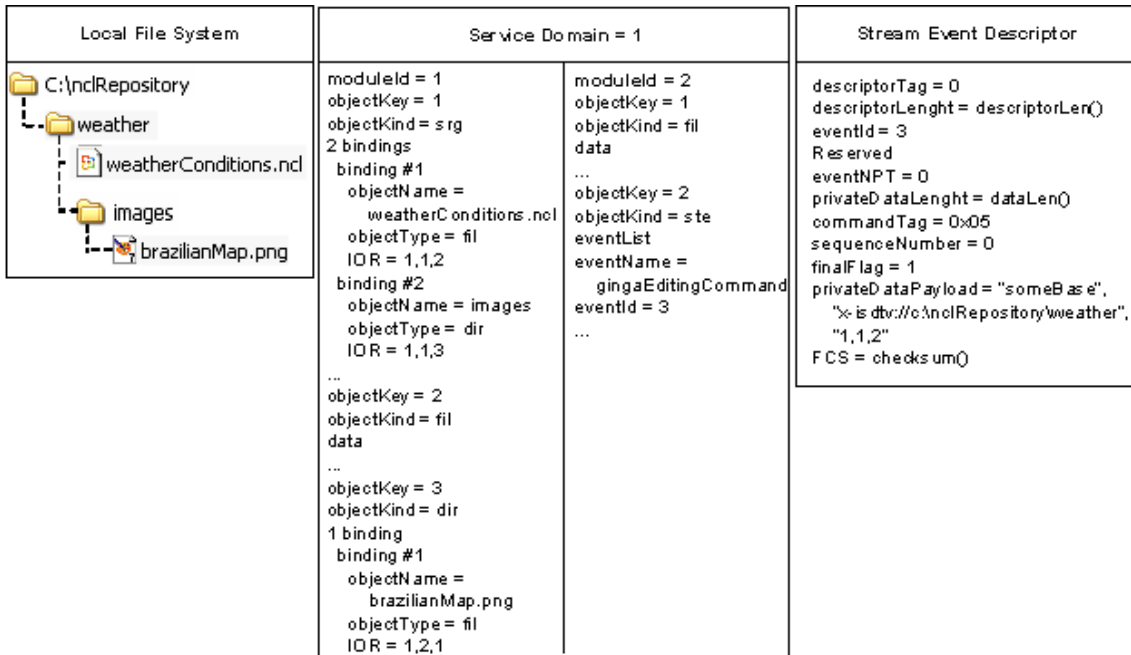 Local File System
C:\nclRepository
weather
weatherConditions.ncl
images
brazilianMap.png
Service Domain = 1
moduleId = 1
objectKey = 1
objectKind = srg
2 bindings
binding #1
objectName =
weatherConditions.ncl
objectType = fil
IOR = 1,1,2
binding #2
objectName = images
objectType = dir
IOR = 1,1,3
...
objectKey = 2
objectKind = fil
data
...
objectKey = 3
objectKind = dir
1 binding
binding #1
objectName =
brazilianMap.png
objectType = fil
IOR = 1,2,1
moduleId = 2
objectKey = 1
objectKind = fil
data
...
objectKey = 2
objectKind = ste
eventList
eventName =
gingaEditingCommand
eventId = 3
...
Stream Event Descriptor
descriptorTag = 0
descriptorLenght = descriptorLen()
eventId = 3
Reserved
eventNPT = 0
privateDataLenght = dataLen()
commandTag = 0x05
sequenceNumber = 0
finalFlag = 1
privateDataPayload = "someBase",
"x-isdtv://c:\nclRepository\weather",
"1,1,2"
FCS = checksum()